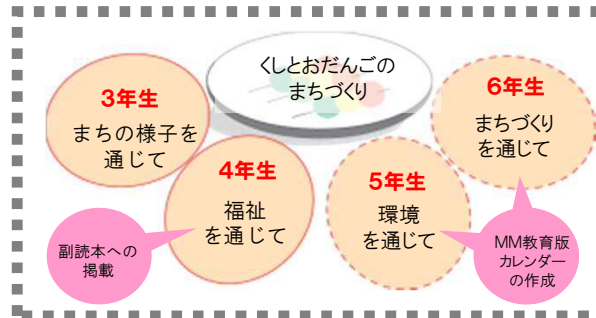 くしとおだんごの
まちづくり
3年生
まちの様子を
通じて
4年生
福祉
を通じて
5年生
環境
を通じて
6年生
まちづくり
を通じて
副読本への
掲載
MM教育版
カレンダー
の作成